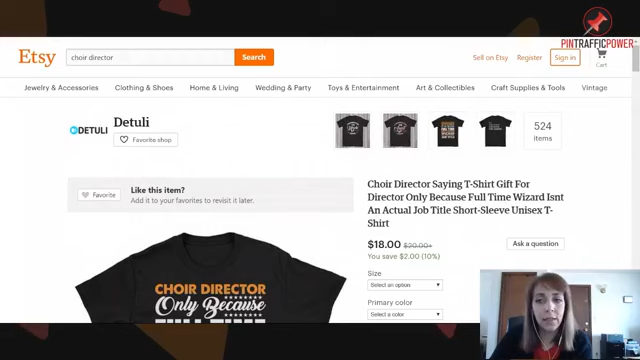 PINTRAFFICPOWER
Etsy
choir director
Search
Sell on Etsy
Register
Sign in
Cart
Jewelry & Accessories
Clothing & Shoes
Home & Living
Wedding & Party
Toys & Entertainment
Art & Collectibles
Craft Supplies & Tools
Vintage
DETULI
Detuli
Favorite shop
524
items
Favorite
Like this item?
Add it to your favorites to revisit it later.
Choir Director Saying T-Shirt Gift For
Director Only Because Full Time Wizard Isnt
An Actual Job Title Short-Sleeve Unisex T-
Shirt
$18.00 $20.00+
You save $2.00 (10%)
Ask a question
Size
Select an option
Primary color
Select a color
CHOIR DIRECTOR
Only Because
FULL TIME